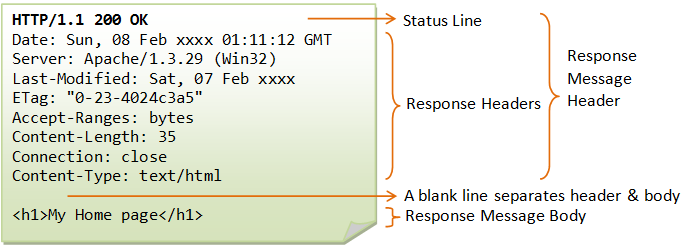 HTTP/1.1 200 OK
Date: Sun, 08 Feb xxxx 01:11:12 GMT
Server: Apache/1.3.29 (Win32)
Last-Modified: Sat, 07 Feb xxxx
ETag: "0-23-4024c3a5"
Accept-Ranges: bytes
Content-Length: 35
Connection: close
Content-Type: text/html
<h1>My Home page</h1>
Status Line
Response Headers
Response
Message
Header
A blank line separates header & body
Response Message Body